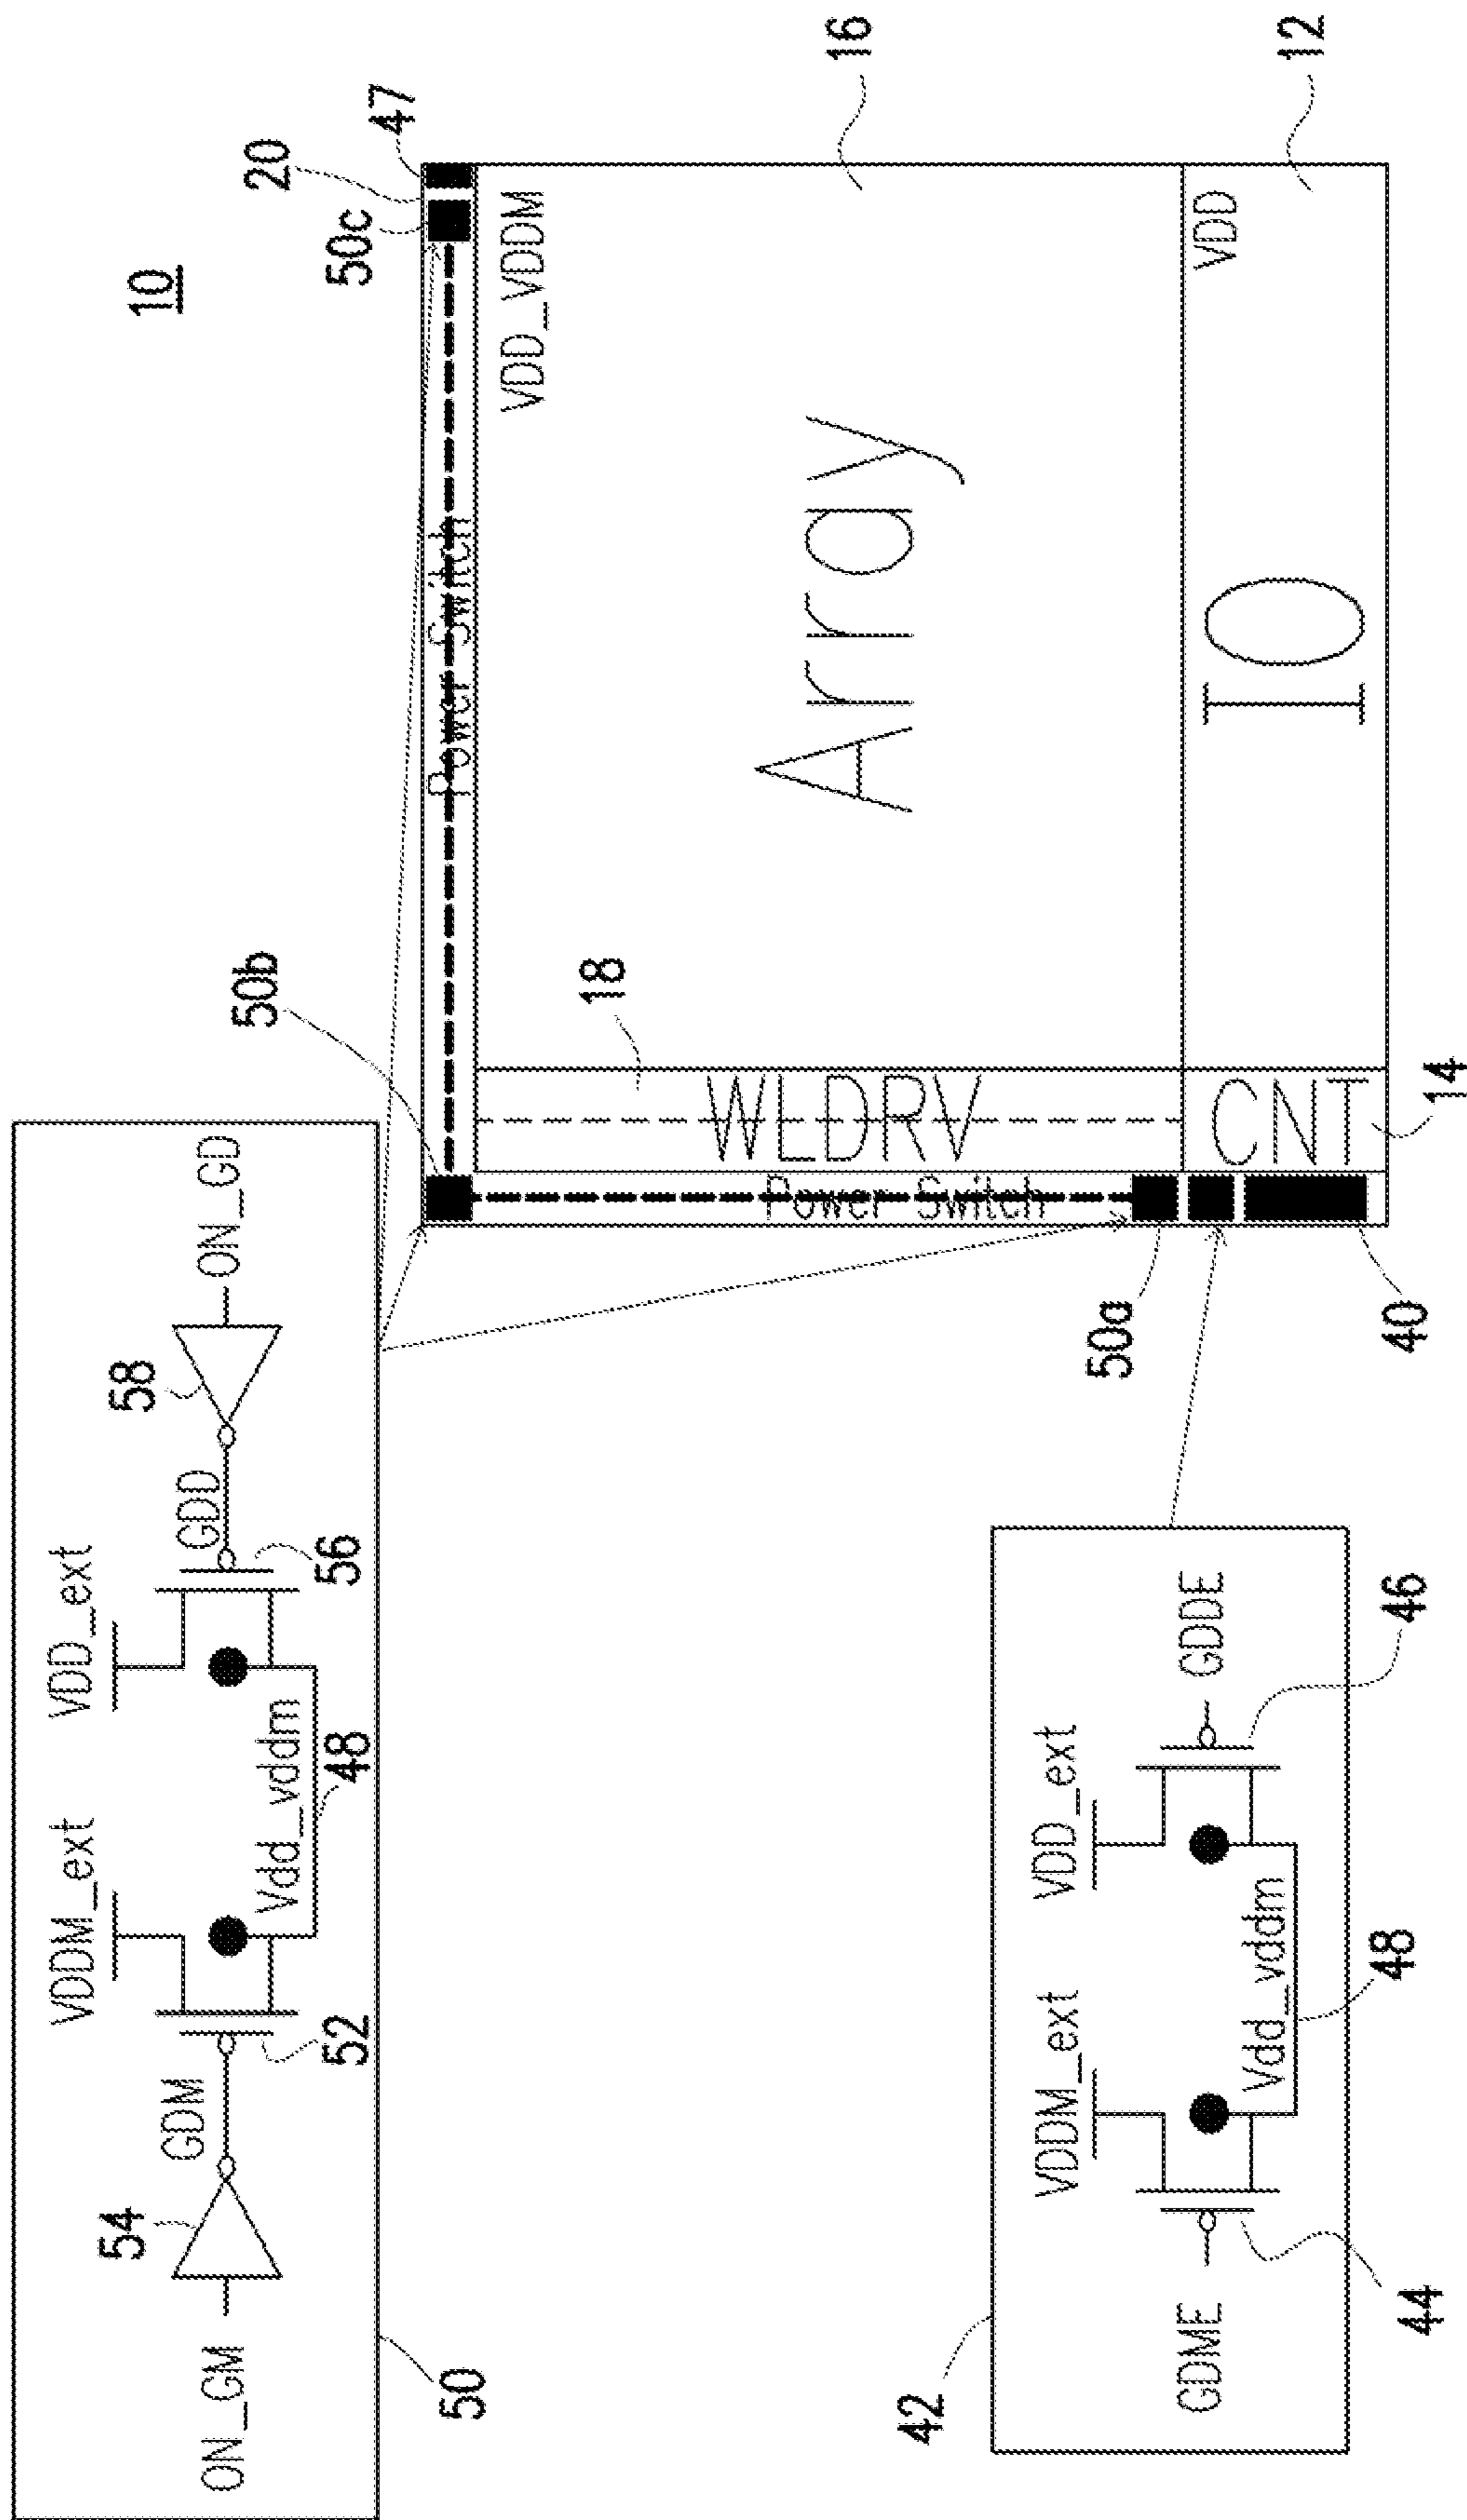 10
50
ON_GM
54
GDM
52
VDDM_ext
Vdd_vddm
48
VDD_ext
56
GDD
58
ON_GD
50b
50c
20
47
Power Switch
VDD_VDDM
Array
16
18
WLDRV
Power Switch
50a
40
CNT
14
IO
VDD
12
42
GDME
44
VDDM_ext
Vdd_vddm
48
VDD_ext
46
GDDE